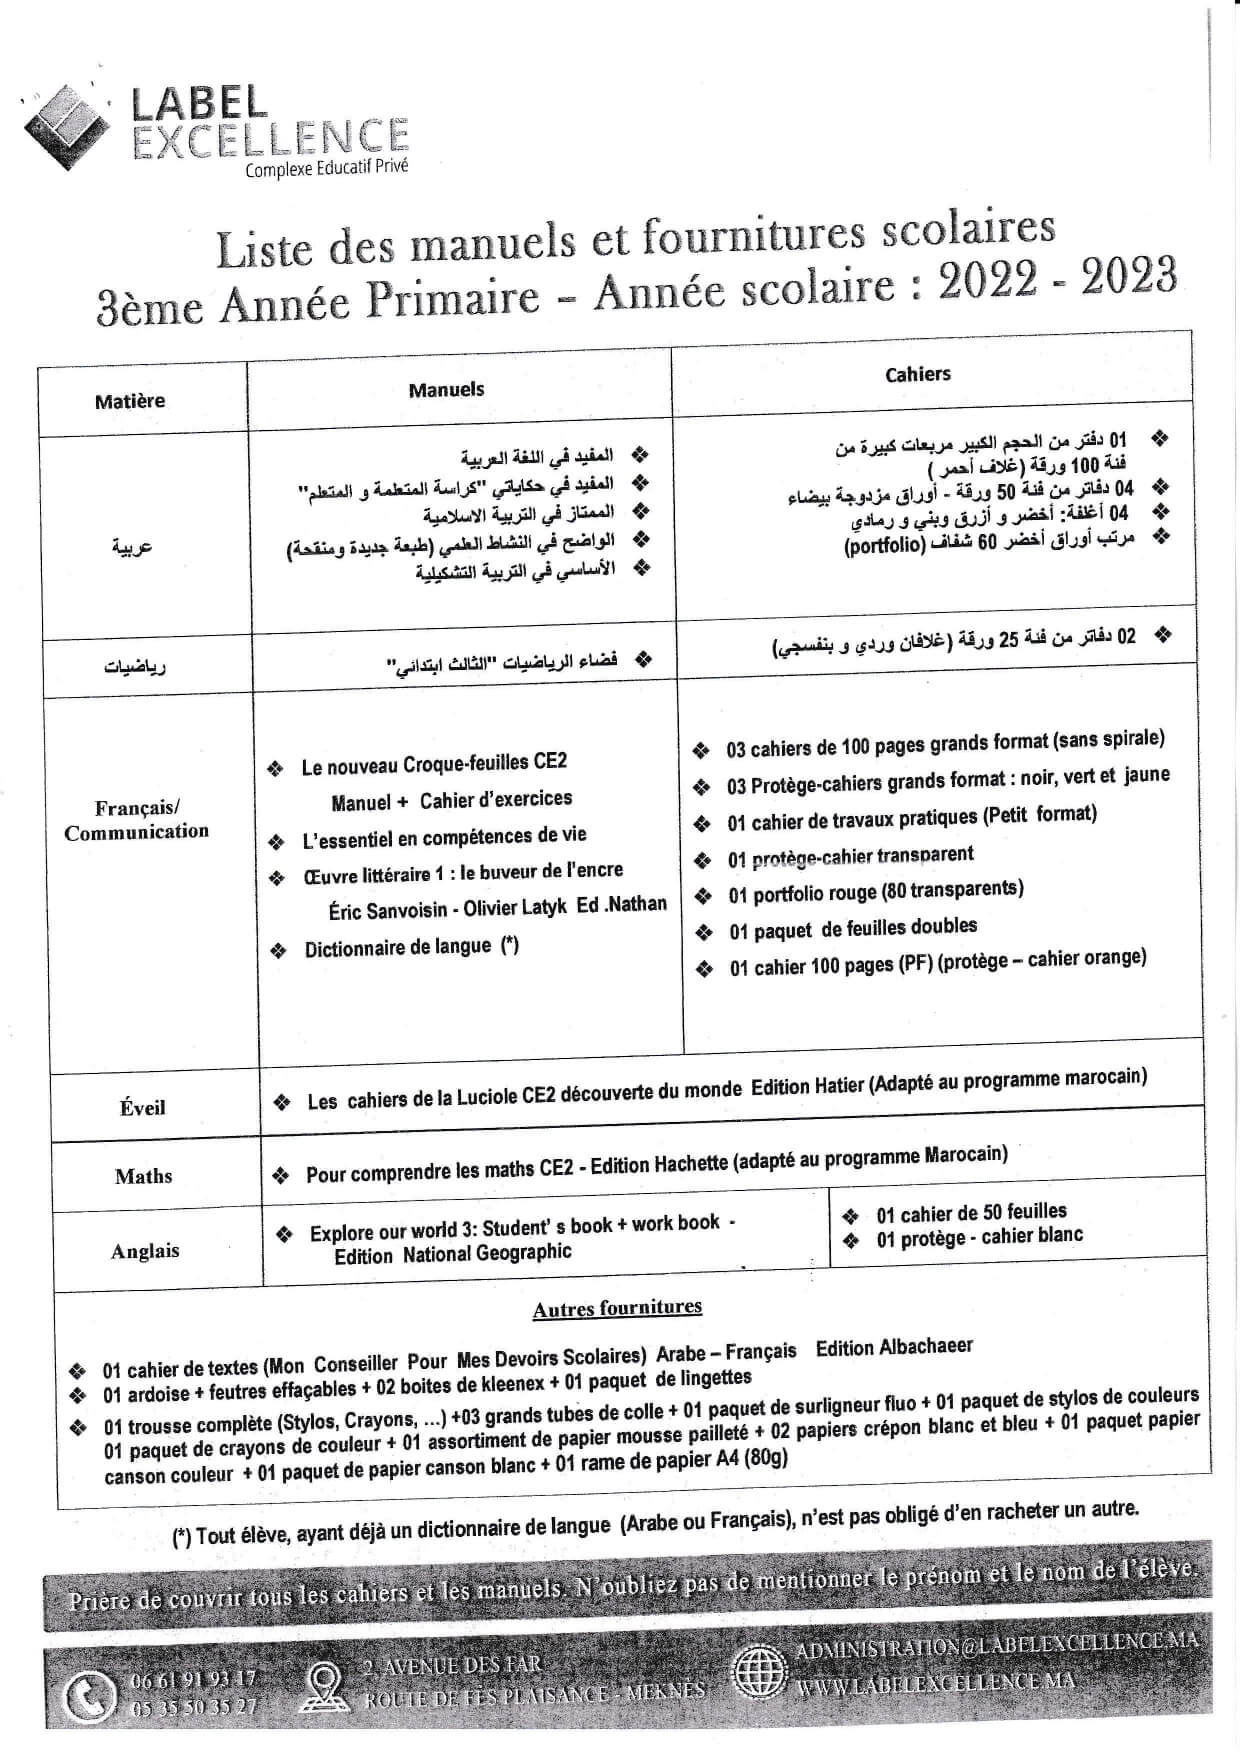 LABEL
EXCELLENCE
Complexe Educatif Privé
Liste des manuels et fournitures scolaires
3ème Année Primaire - Année scolaire : 2022 - 2023
Matière
Manuels
Cahiers
عربية
❖ المفيد في اللغة العربية
❖ المفيد في حكاياتي "كراسة المتعلمة و المتعلم"
❖ الممتاز في التربية الاسلامية
❖ الواضح في النشاط العلمي (طبعة جديدة ومنقحة)
❖ الأساسي في التربية التشكيلية
❖ 01 دفتر من الحجم الكبير مربعات كبيرة من
فئة 100 ورقة (غلاف أحمر )
❖ 04 دفاتر من فئة 50 ورقة - أوراق مزدوجة بيضاء
❖ 04 أغلفة: أخضر و أزرق وبني و رمادي
❖ مرتب أوراق أخضر 60 شفاف (portfolio)
رياضيات
❖ فضاء الرياضيات "الثالث ابتدائي"
❖ 02 دفاتر من فئة 25 ورقة (غلافان وردي و بنفسجي)
Français/
Communication
❖ Le nouveau Croque-feuilles CE2
Manuel + Cahier d'exercices
❖ L'essentiel en compétences de vie
❖ Œuvre littéraire 1 : le buveur de l'encre
Éric Sanvoisin - Olivier Latyk Ed .Nathan
❖ Dictionnaire de langue (*)
❖ 03 cahiers de 100 pages grands format (sans spirale)
❖ 03 Protège-cahiers grands format : noir, vert et jaune
❖ 01 cahier de travaux pratiques (Petit format)
❖ 01 protège-cahier transparent
❖ 01 portfolio rouge (80 transparents)
❖ 01 paquet de feuilles doubles
❖ 01 cahier 100 pages (PF) (protège – cahier orange)
Éveil
❖ Les cahiers de la Luciole CE2 découverte du monde Edition Hatier (Adapté au programme marocain)
Maths
❖ Pour comprendre les maths CE2 - Edition Hachette (adapté au programme Marocain)
Anglais
❖ Explore our world 3: Student' s book + work book -
Edition National Geographic
❖ 01 cahier de 50 feuilles
❖ 01 protège - cahier blanc
Autres fournitures
❖ 01 cahier de textes (Mon Conseiller Pour Mes Devoirs Scolaires) Arabe – Français Edition Albachaeer
❖ 01 ardoise + feutres effaçables + 02 boites de kleenex + 01 paquet de lingettes
❖ 01 trousse complète (Stylos, Crayons, ...) +03 grands tubes de colle + 01 paquet de surligneur fluo + 01 paquet de stylos de couleurs
01 paquet de crayons de couleur + 01 assortiment de papier mousse pailleté + 02 papiers crépon blanc et bleu + 01 paquet papier
canson couleur + 01 paquet de papier canson blanc + 01 rame de papier A4 (80g)
(*) Tout élève, ayant déjà un dictionnaire de langue (Arabe ou Français), n'est pas obligé d'en racheter un autre.
Prière de couvrir tous les cahiers et les manuels. N'oubliez pas de mentionner le prénom et le nom de l'élève.
06 61 91 93 17
05 35 50 35 27
2, AVENUE DES FAR
ROUTE DE FÈS PLAISANCE - MEKNÈS
ADMINISTRATION@LABELEXCELLENCE.MA
WWW.LABELEXCELLENCE.MA